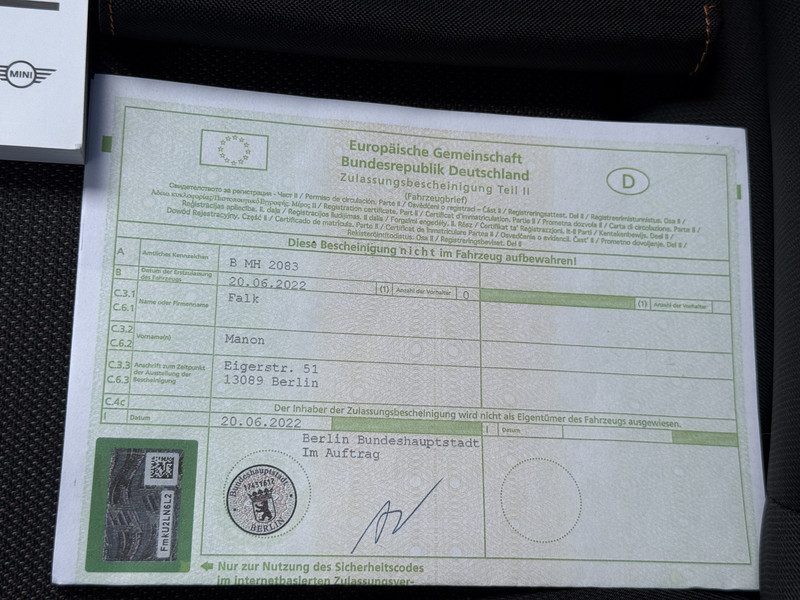 MINI
Europäische Gemeinschaft
Bundesrepublik Deutschland
D
Zulassungsbescheinigung Teil II
(Fahrzeugbrief)
Diese Bescheinigung nicht im Fahrzeug aufbewahren!
A Amtliches Kennzeichen B MH 2083
B Datum der Erstzulassung des Fahrzeugs 20.06.2022 (1) Anzahl der Vorhalter 0 (1) Anzahl der Vorhalter
C.3.1
C.6.1 Name oder Firmenname Falk
C.3.2
C.6.2 Vorname(n) Manon
C.3.3 Anschrift zum Zeitpunkt der Ausstellung der Bescheinigung Eigerstr. 51
C.6.3 13089 Berlin
C.4c Der Inhaber der Zulassungsbescheinigung wird nicht als Eigentümer des Fahrzeugs ausgewiesen.
I Datum 20.06.2022 I Datum
Berlin Bundeshauptstadt
Im Auftrag
Bundeshauptstadt
BERLIN
FmkU2LN6L2
Nur zur Nutzung des Sicherheitscodes
im internetbasierten Zulassungsver-